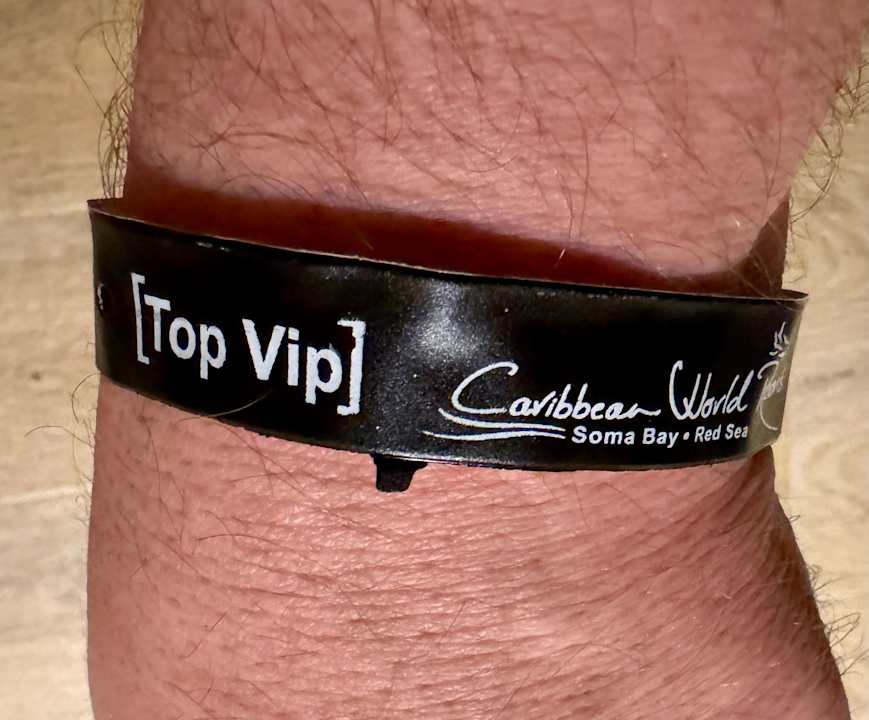 [Top Vip]
Caribbean World
Soma Bay • Red Sea